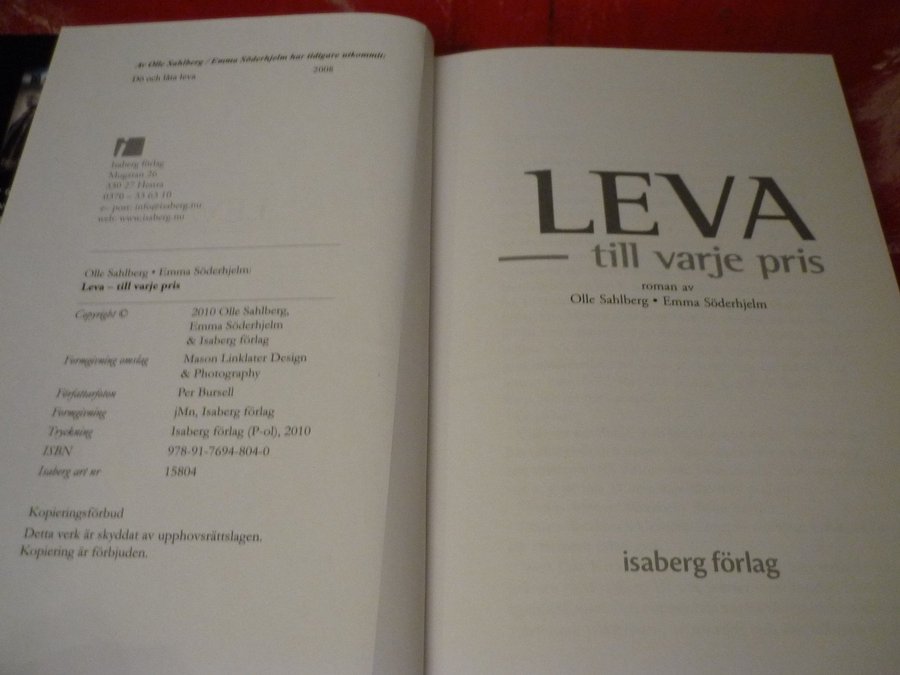 Av Olle Sahlberg / Emma Söderhjelm har tidigare utkommit:
Dö och låta leva 2008
Isaberg förlag
Mogatan 26
330 27 Hestra
0370 – 33 63 10
e- post: info@isaberg.nu
web: www.isaberg.nu
Olle Sahlberg • Emma Söderhjelm:
Leva – till varje pris
Copyright © 2010 Olle Sahlberg,
Emma Söderhjelm
& Isaberg förlag
Formgivning omslag Mason Linklater Design
& Photography
Författarfoton Per Bursell
Formgivning jMn, Isaberg förlag
Tryckning Isaberg förlag (P-ol), 2010
ISBN 978-91-7694-804-0
Isaberg art nr 15804
Kopieringsförbud
Detta verk är skyddat av upphovsrättslagen.
Kopiering är förbjuden.
LEVA
— till varje pris
roman av
Olle Sahlberg • Emma Söderhjelm
isaberg förlag